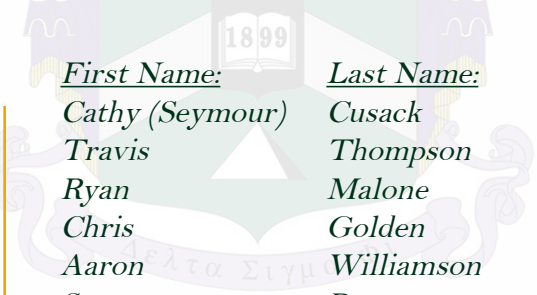 1899
First Name: Last Name:
Cathy (Seymour) Cusack
Travis Thompson
Ryan Malone
Chris Golden
Aaron Williamson